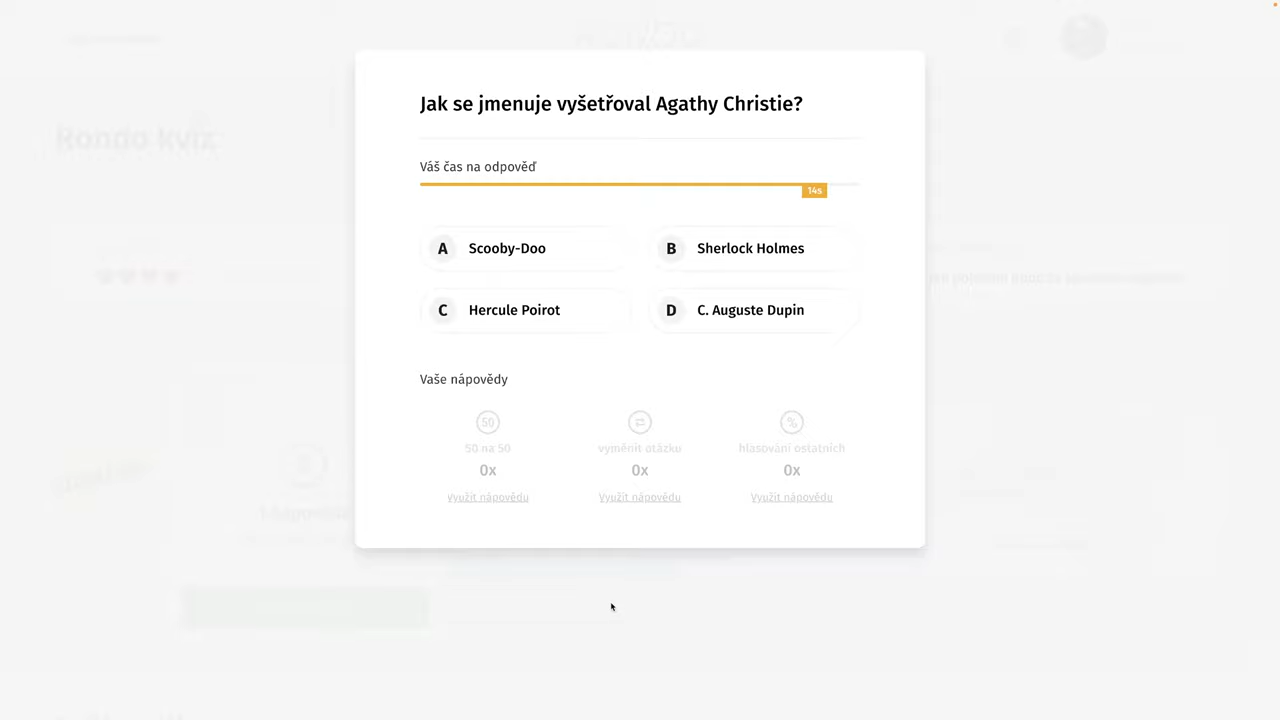 Rondo kvíz
Jak se jmenuje vyšetřoval Agathy Christie?
Váš čas na odpověď
14s
A Scooby-Doo
B Sherlock Holmes
C Hercule Poirot
D C. Auguste Dupin
Vaše nápovědy
50
%
50 na 50
vyměnit otázku
hlasování ostatních
0x
0x
0x
Využít nápovědu
Využít nápovědu
Využít nápovědu